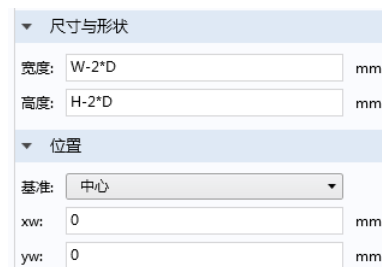 ▼ 尺寸与形状
宽度: W-2*D mm
高度: H-2*D mm
▼ 位置
基准: 中心
xw: 0 mm
yw: 0 mm